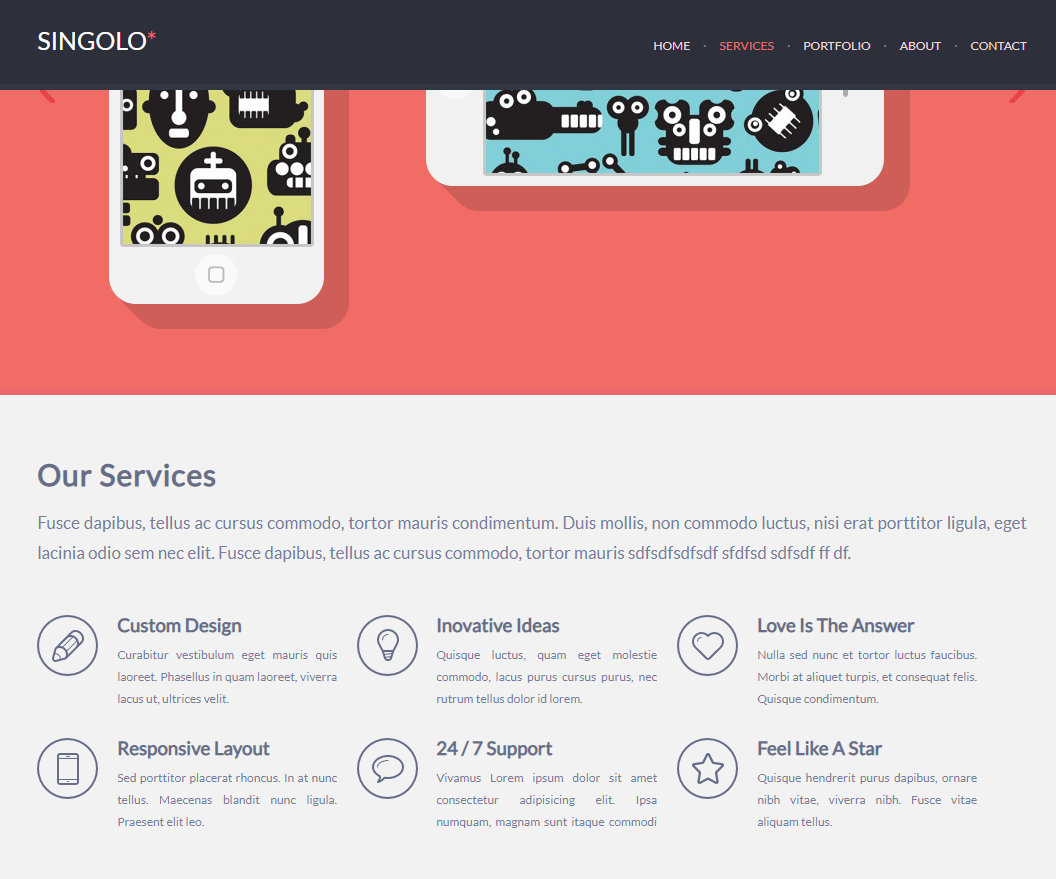 SINGOLO*
HOME · SERVICES · PORTFOLIO · ABOUT · CONTACT
Our Services
Fusce dapibus, tellus ac cursus commodo, tortor mauris condimentum. Duis mollis, non commodo luctus, nisi erat porttitor ligula, eget
lacinia odio sem nec elit. Fusce dapibus, tellus ac cursus commodo, tortor mauris sdfsdfsdfsdf sfdfsd sdfsdf ff df.
Custom Design
Curabitur vestibulum eget mauris quis
laoreet. Phasellus in quam laoreet, viverra
lacus ut, ultrices velit.
Inovative Ideas
Quisque luctus, quam eget molestie
commodo, lacus purus cursus purus, nec
rutrum tellus dolor id lorem.
Love Is The Answer
Nulla sed nunc et tortor luctus faucibus.
Morbi at aliquet turpis, et consequat felis.
Quisque condimentum.
Responsive Layout
Sed porttitor placerat rhoncus. In at nunc
tellus. Maecenas blandit nunc ligula.
Praesent elit leo.
24 / 7 Support
Vivamus Lorem ipsum dolor sit amet
consectetur adipisicing elit. Ipsa
numquam, magnam sunt itaque commodi
Feel Like A Star
Quisque hendrerit purus dapibus, ornare
nibh vitae, viverra nibh. Fusce vitae
aliquam tellus.